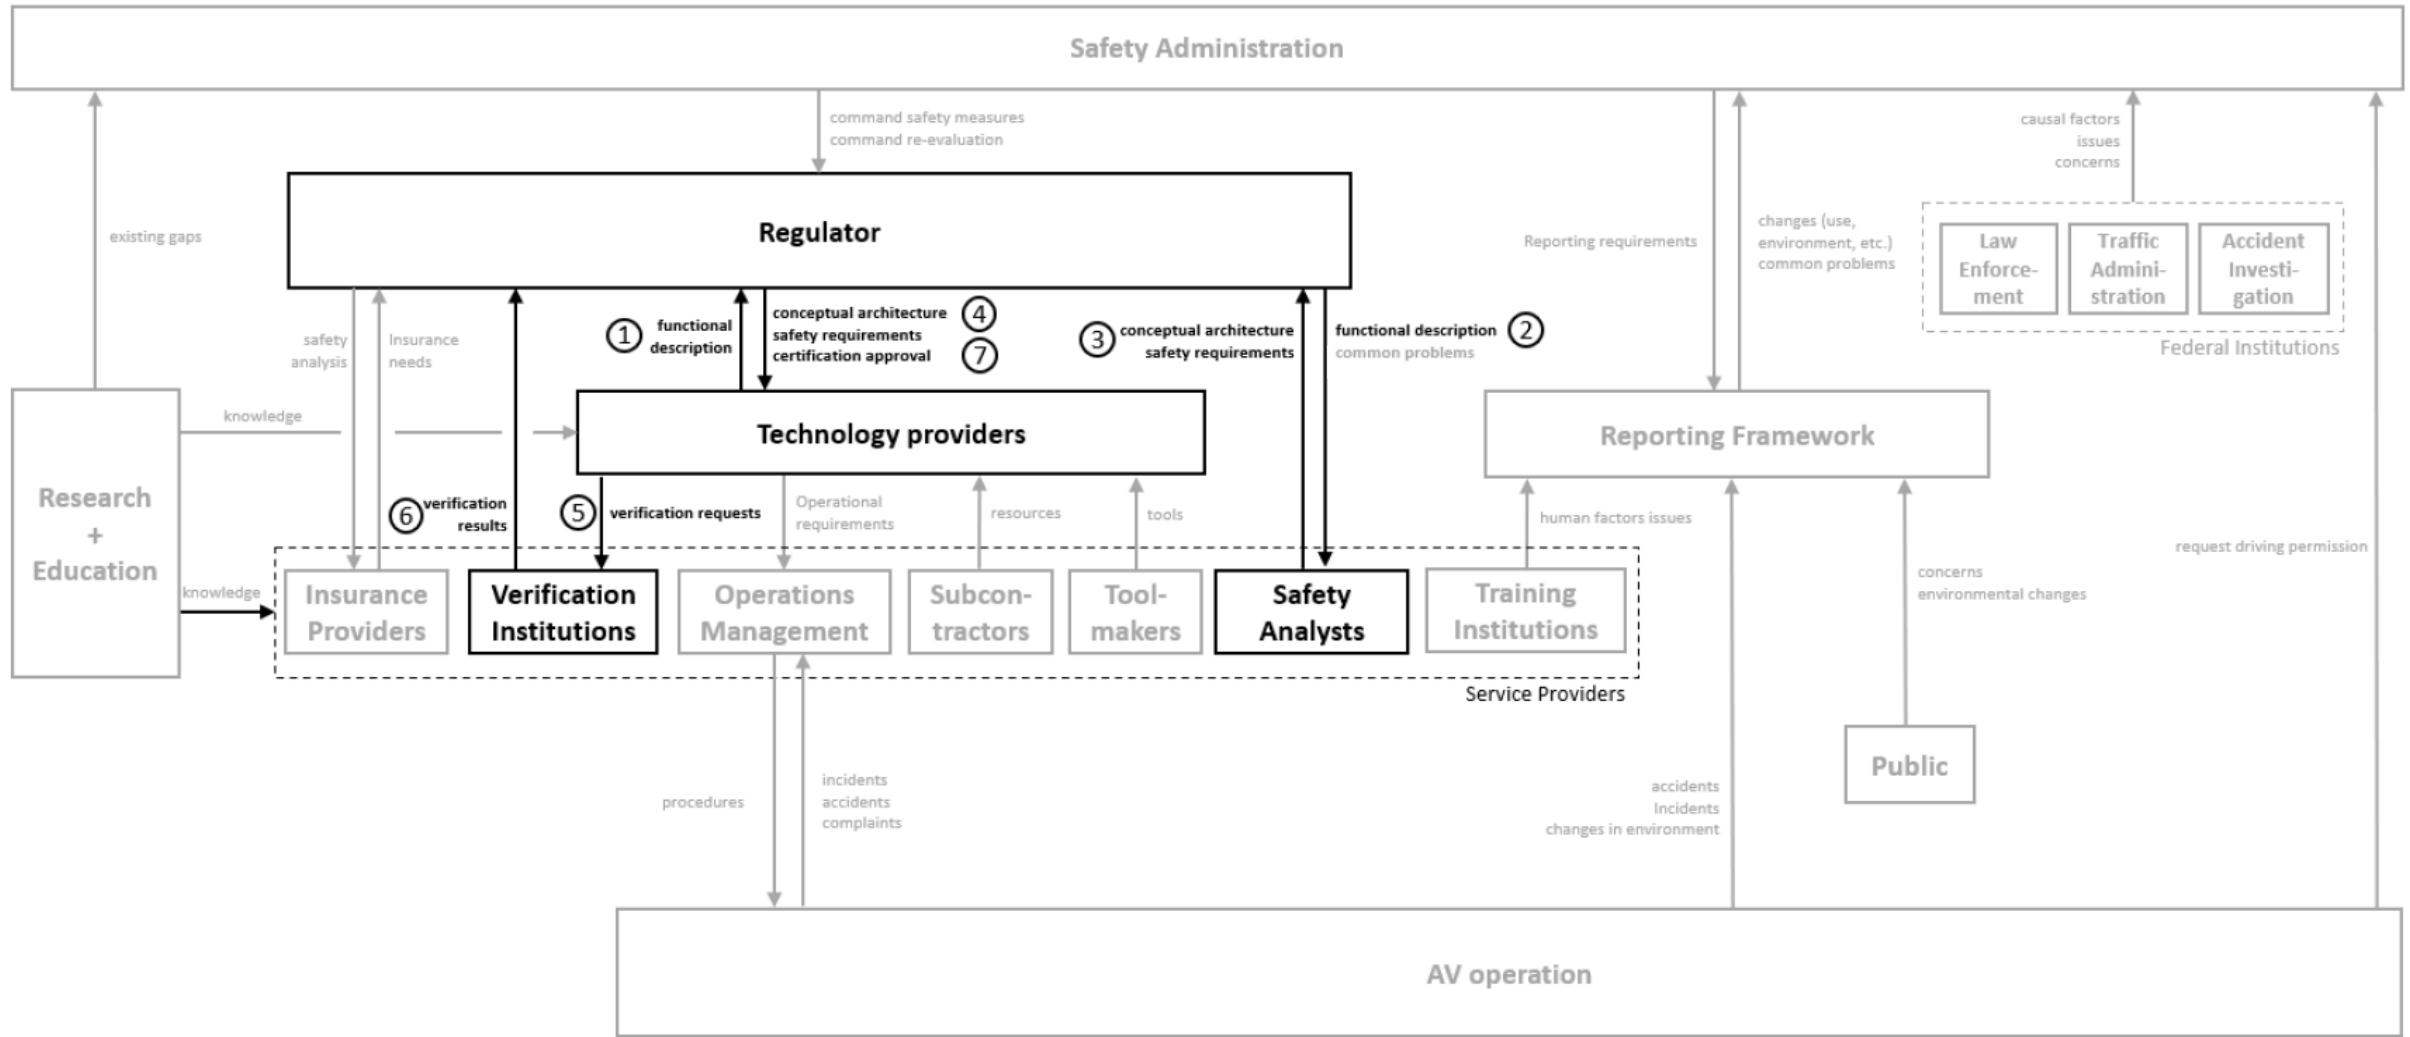 Safety Administration
command safety measures
command re-evaluation
causal factors
issues
concerns
existing gaps
Regulator
Reporting requirements
changes (use,
environment, etc.)
common problems
Law
Enforce-
ment
Traffic
Admini-
stration
Accident
Investi-
gation
Federal Institutions
safety
analysis
Insurance
needs
1
functional
description
conceptual architecture
safety requirements
certification approval
4
7
3
conceptual architecture
safety requirements
functional description
common problems
2
knowledge
Technology providers
Reporting Framework
Research
+
Education
6
verification
results
5
verification requests
Operational
requirements
resources
tools
human factors issues
request driving permission
knowledge
Insurance
Providers
Verification
Institutions
Operations
Management
Subcon-
tractors
Tool-
makers
Safety
Analysts
Training
Institutions
Service Providers
concerns
environmental changes
Public
procedures
incidents
accidents
complaints
accidents
Incidents
changes in environment
AV operation